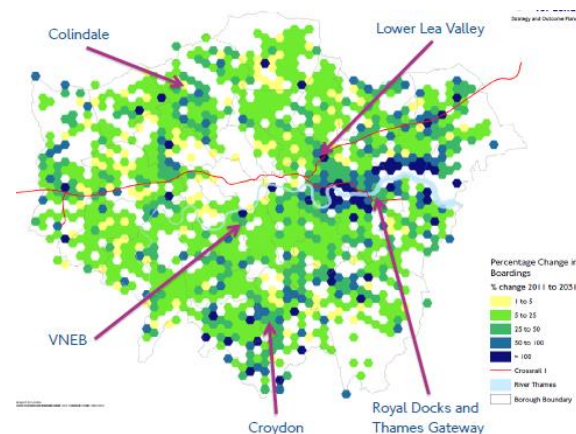 Strategy and Outcome Plan
Colindale
Lower Lea Valley
Percentage Change in
Boardings
% change 2011 to 2031
1 to 5
5 to 25
25 to 50
50 to 100
> 100
Crossrail 1
River Thames
Borough Boundary
VNEB
Croydon
Royal Docks and
Thames Gateway